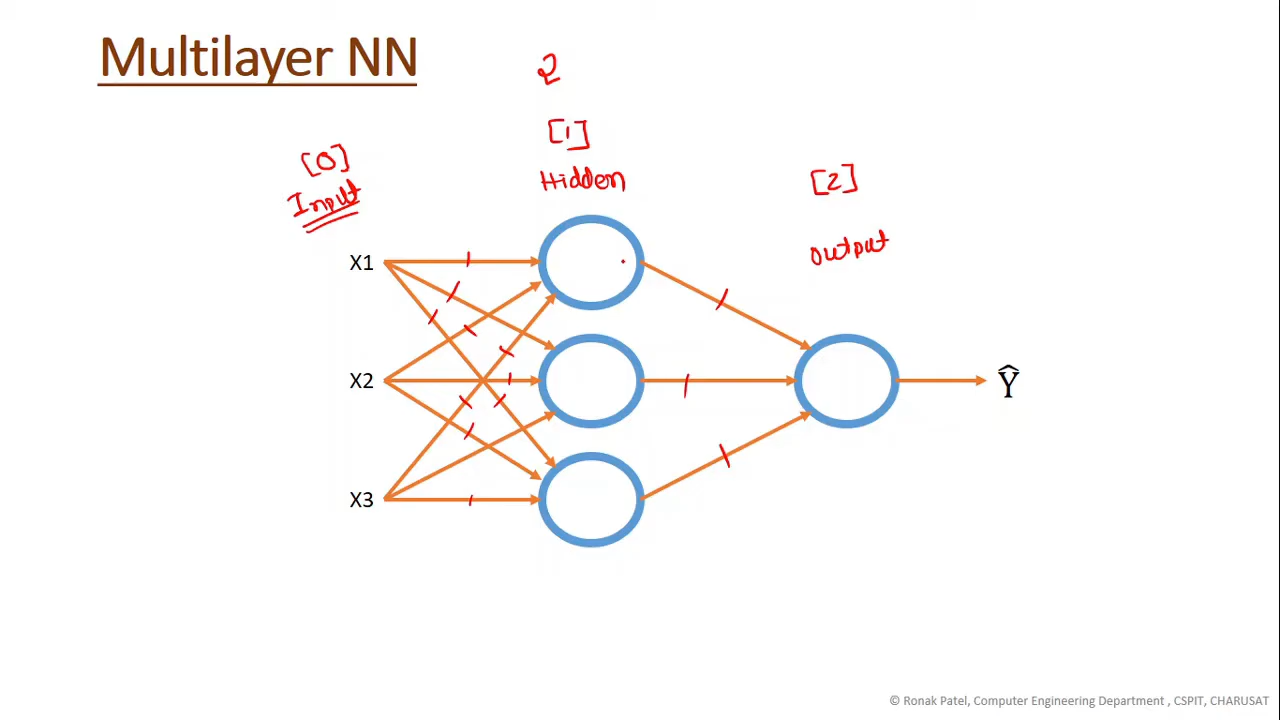 Multilayer NN
2
[0]
Input
[1]
Hidden
[2]
output
X1
X2
X3
Ŷ
© Ronak Patel, Computer Engineering Department , CSPIT, CHARUSAT